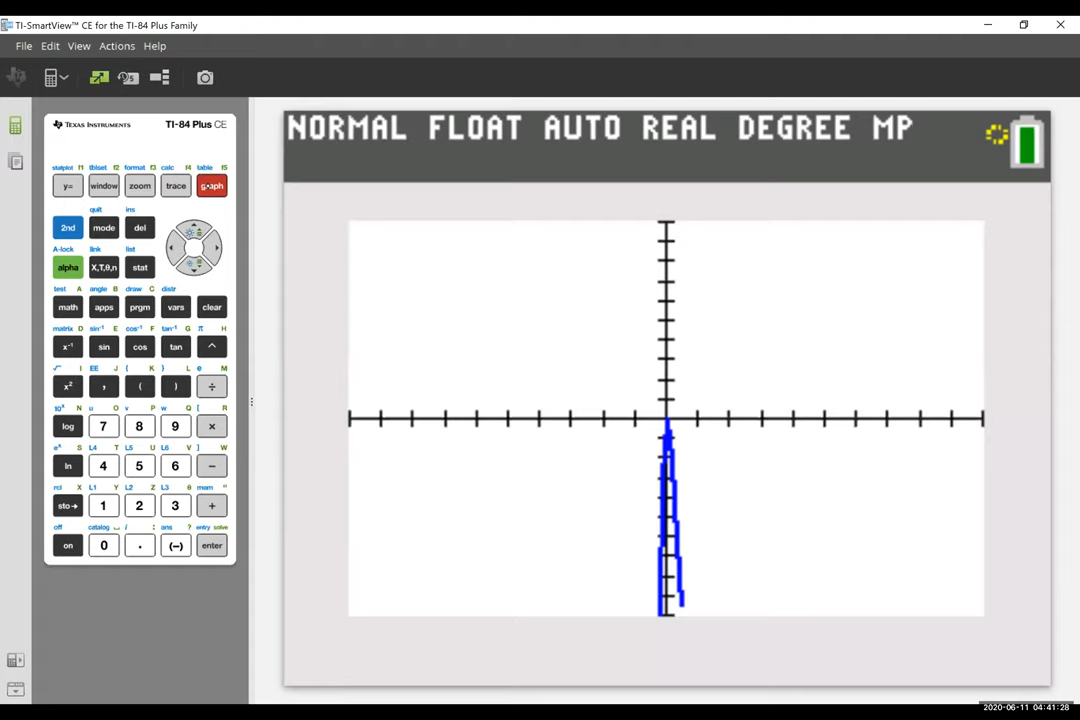 TI-SmartView™ CE for the TI-84 Plus Family
File Edit View Actions Help
TEXAS INSTRUMENTS TI-84 Plus CE
NORMAL FLOAT AUTO REAL DEGREE MP
statplot f1 tblset f2 format f3 calc f4 table f5
y= window zoom trace graph
quit ins
2nd mode del
A-lock link list
alpha X,T,θ,n stat
test A angle B draw C distr
math apps prgm vars clear
matrix D sin⁻¹ E cos⁻¹ F tan⁻¹ G π H
x⁻¹ sin cos tan ^
√ I EE J { K } L e M
x² , ( ) ÷
10ˣ N u O v P w Q [ R
log 7 8 9 ×
eˣ S L4 T L5 U L6 V ] W
ln 4 5 6 −
rcl X L1 Y L2 Z L3 θ mem "
sto→ 1 2 3 +
off catalog i : ans ? entry solve
on 0 . (−) enter
2020-06-11 04:41:28